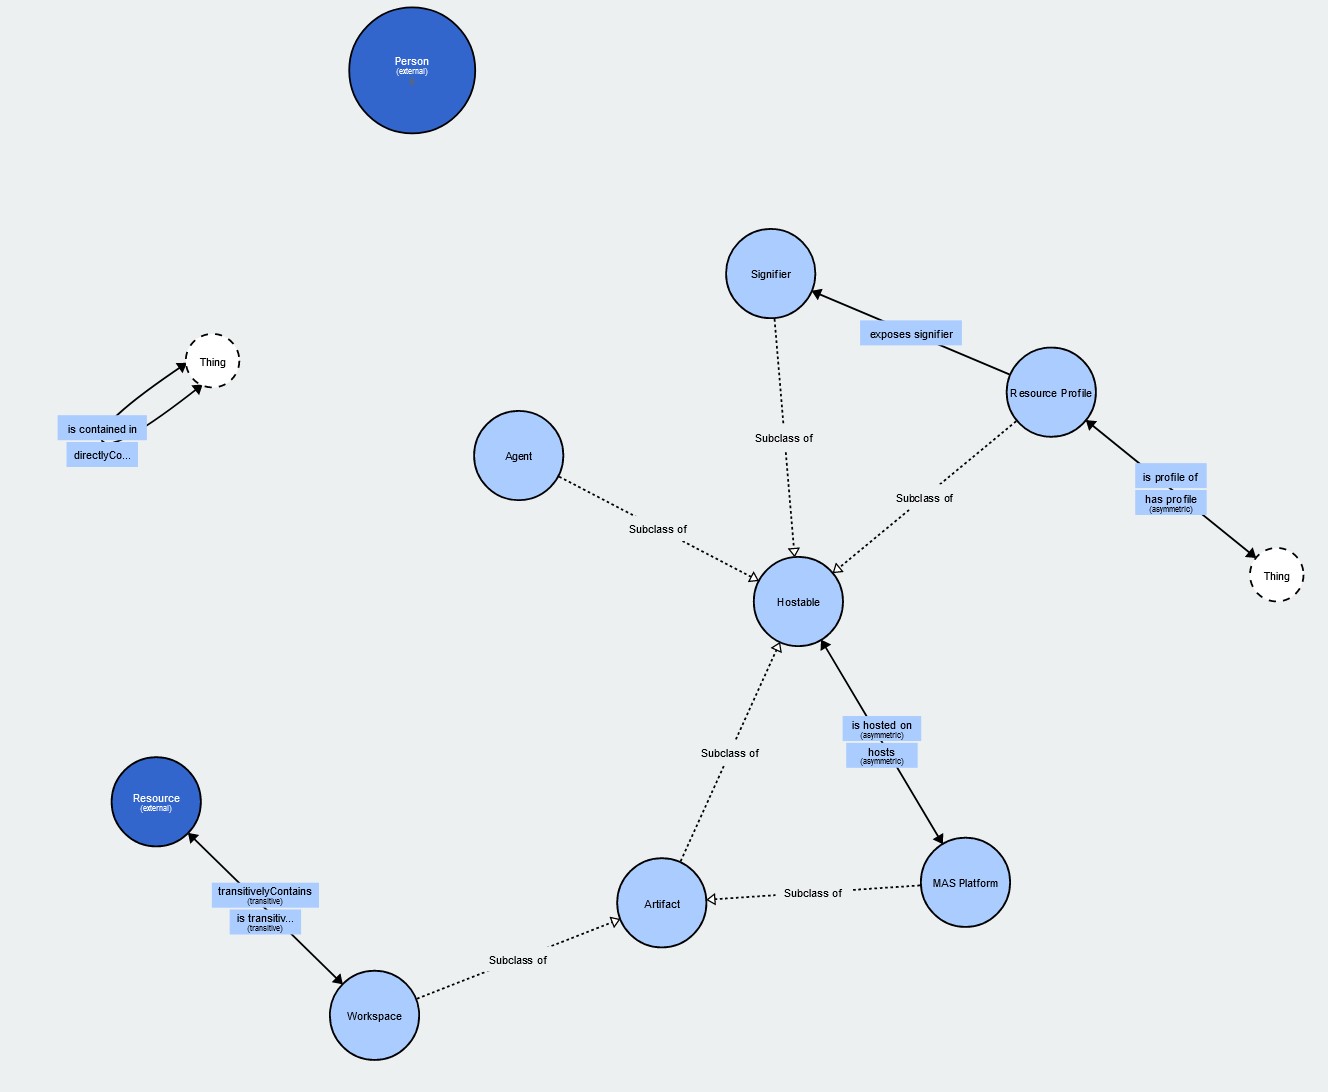 Person
(external)
Signifier
exposes signifier
Thing
Resource Profile
is contained in
directlyCo...
Agent
Subclass of
Subclass of
is profile of
has profile
(asymmetric)
Subclass of
Thing
Hostable
is hosted on
(asymmetric)
hosts
(asymmetric)
Subclass of
Resource
(external)
transitivelyContains
(transitive)
is transitiv...
(transitive)
Artifact
Subclass of
MAS Platform
Subclass of
Workspace